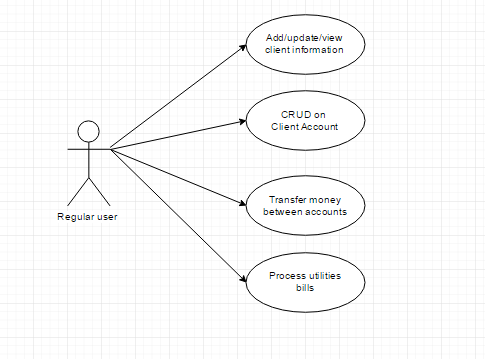 Add/update/view
client information
CRUD on
Client Account
Transfer money
between accounts
Process utilities
bills
Regular user